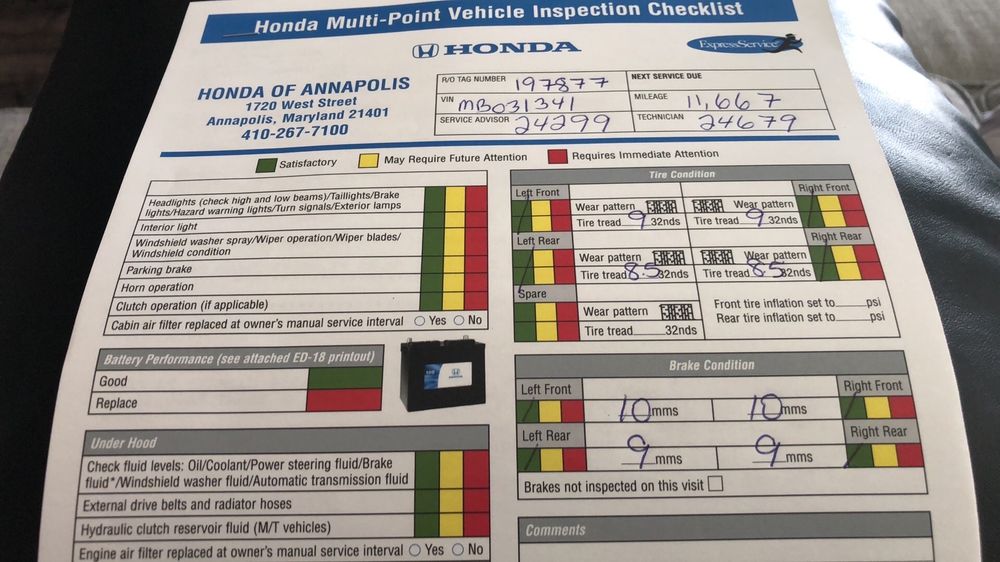 Honda Multi-Point Vehicle Inspection Checklist
HONDA
ExpressService
HONDA OF ANNAPOLIS
1720 West Street
Annapolis, Maryland 21401
410-267-7100
R/O TAG NUMBER 197877
NEXT SERVICE DUE
VIN MB031341
MILEAGE 11,667
SERVICE ADVISOR 24299
TECHNICIAN 24679
Satisfactory
May Require Future Attention
Requires Immediate Attention
Headlights (check high and low beams)/Taillights/Brake
lights/Hazard warning lights/Turn signals/Exterior lamps
Interior light
Windshield washer spray/Wiper operation/Wiper blades/
Windshield condition
Parking brake
Horn operation
Clutch operation (if applicable)
Cabin air filter replaced at owner's manual service interval Yes No
Battery Performance (see attached ED-18 printout)
Good
Replace
HONDA
Under Hood
Check fluid levels: Oil/Coolant/Power steering fluid/Brake
fluid*/Windshield washer fluid/Automatic transmission fluid
External drive belts and radiator hoses
Hydraulic clutch reservoir fluid (M/T vehicles)
Engine air filter replaced at owner's manual service interval Yes No
Tire Condition
Left Front
Right Front
Wear pattern
Wear pattern
Tire tread 9 32nds
Tire tread 9 32nds
Left Rear
Right Rear
Wear pattern
Wear pattern
Tire tread 8.5 32nds
Tire tread 8.5 32nds
Spare
Wear pattern
Tire tread 32nds
Front tire inflation set to psi
Rear tire inflation set to psi
Brake Condition
Left Front
Right Front
10 mms
10 mms
Left Rear
Right Rear
9 mms
9 mms
Brakes not inspected on this visit
Comments